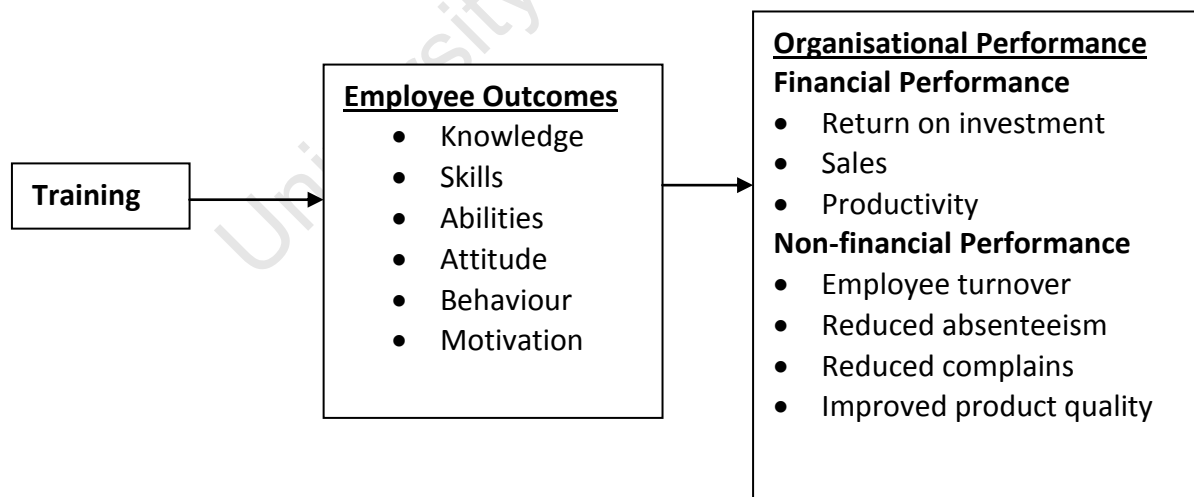 Training
Employee Outcomes
• Knowledge
• Skills
• Abilities
• Attitude
• Behaviour
• Motivation
Organisational Performance
Financial Performance
• Return on investment
• Sales
• Productivity
Non-financial Performance
• Employee turnover
• Reduced absenteeism
• Reduced complains
• Improved product quality